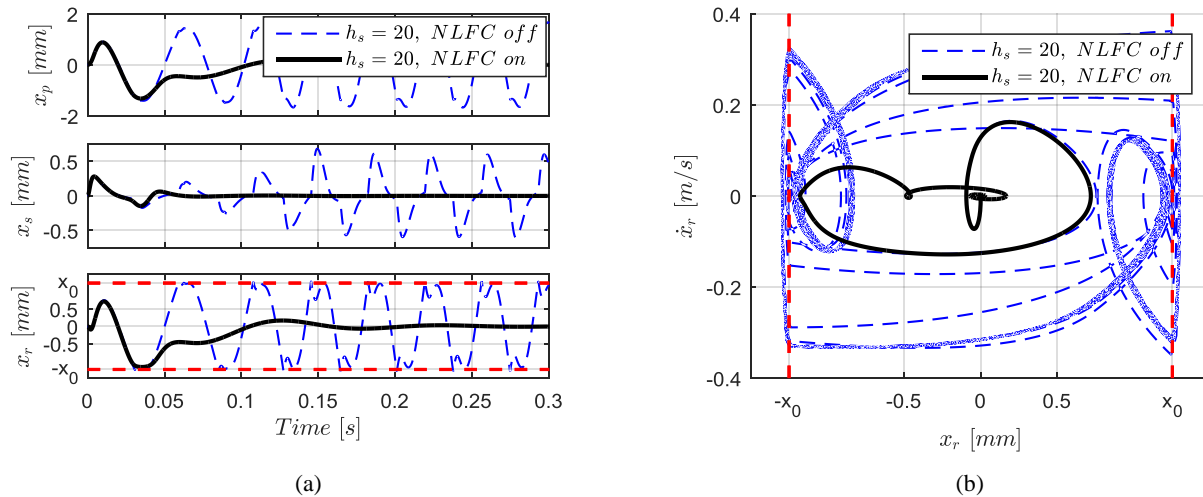 2
0
-2
x_p [mm]
h_s = 20, NLFC off
h_s = 20, NLFC on
0.5
0
-0.5
x_s [mm]
x_0
0.5
0
-0.5
-x_0
x_r [mm]
0 0.05 0.1 0.15 0.2 0.25 0.3
Time [s]
(a)
0.4
0.2
0
-0.2
-0.4
ẋ_r [m/s]
h_s = 20, NLFC off
h_s = 20, NLFC on
-x_0 -0.5 0 0.5 x_0
x_r [mm]
(b)